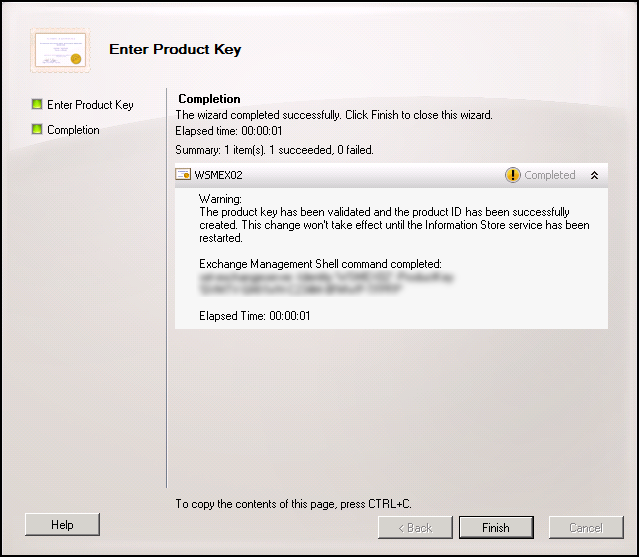 Enter Product Key
Enter Product Key
Completion
Completion
The wizard completed successfully. Click Finish to close this wizard.
Elapsed time: 00:00:01
Summary: 1 item(s). 1 succeeded, 0 failed.
WSMEX02
Completed
Warning:
The product key has been validated and the product ID has been successfully
created. This change won't take effect until the Information Store service has been
restarted.
Exchange Management Shell command completed:
Elapsed Time: 00:00:01
To copy the contents of this page, press CTRL+C.
Help
< Back
Finish
Cancel